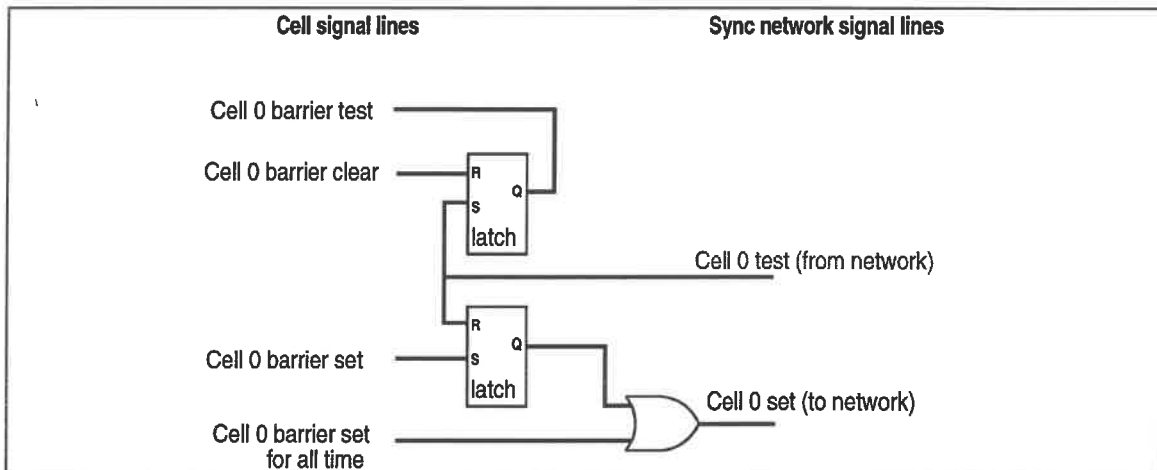 Cell signal lines
Sync network signal lines
Cell 0 barrier test
Cell 0 barrier clear
R
Q
S
latch
Cell 0 test (from network)
R
Q
Cell 0 barrier set
S
latch
Cell 0 set (to network)
Cell 0 barrier set
for all time